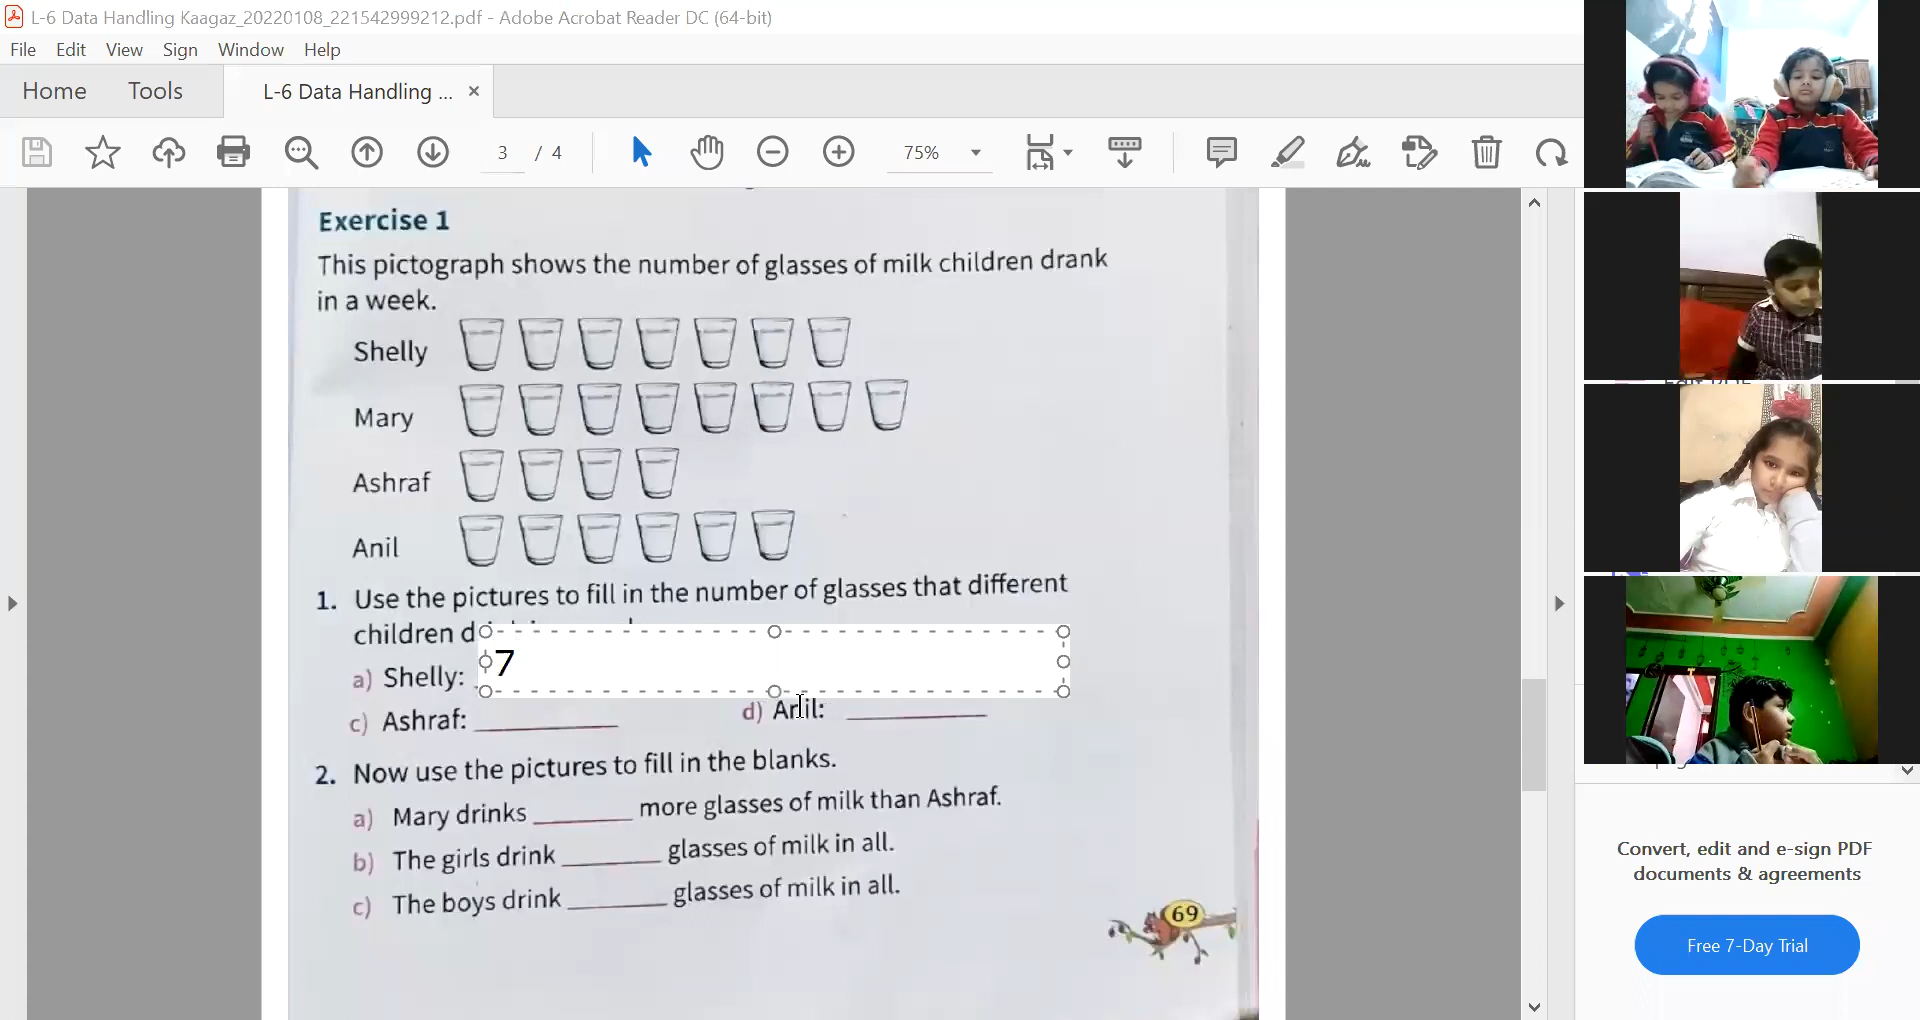 L-6 Data Handling Kaagaz_20220108_221542999212.pdf - Adobe Acrobat Reader DC (64-bit)
File Edit View Sign Window Help
Home Tools L-6 Data Handling ... ×
3 / 4 75%
Exercise 1
This pictograph shows the number of glasses of milk children drank
in a week.
Shelly
Mary
Ashraf
Anil
1. Use the pictures to fill in the number of glasses that different
children
7
a) Shelly:
c) Ashraf: d) Anil:
2. Now use the pictures to fill in the blanks.
a) Mary drinks ______ more glasses of milk than Ashraf.
b) The girls drink ______ glasses of milk in all.
c) The boys drink ______ glasses of milk in all.
69
Convert, edit and e-sign PDF
documents & agreements
Free 7-Day Trial